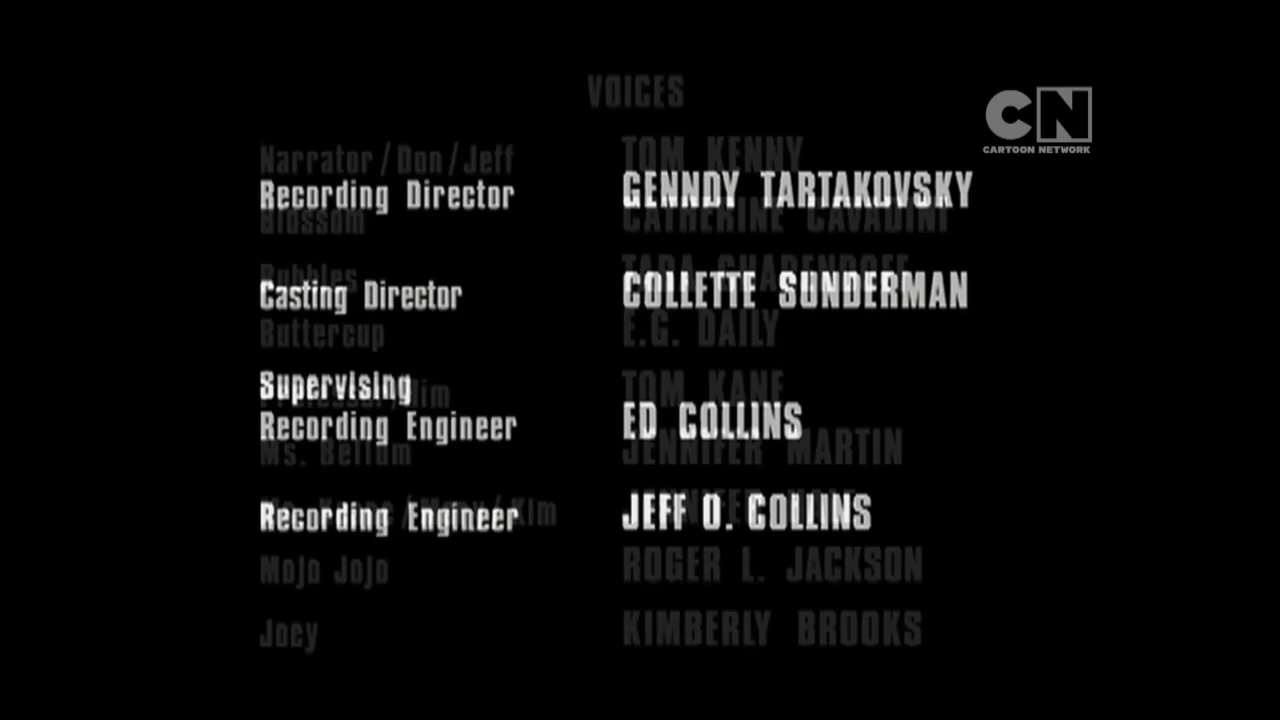 VOICES
CN
CARTOON NETWORK
Narrator / Don / Jeff TOM KENNY
Recording Director GENNDY TARTAKOVSKY
Blossom CATHERINE CAVADINI
Bubbles TARA CHARENDOFF
Casting Director COLLETTE SUNDERMAN
Buttercup E.G. DAILY
Supervising
TOM KANE
Recording Engineer ED COLLINS
Ms. Bellum JENNIFER MARTIN
Recording Engineer JEFF O. COLLINS
Mojo Jojo ROGER L. JACKSON
Joey KIMBERLY BROOKS